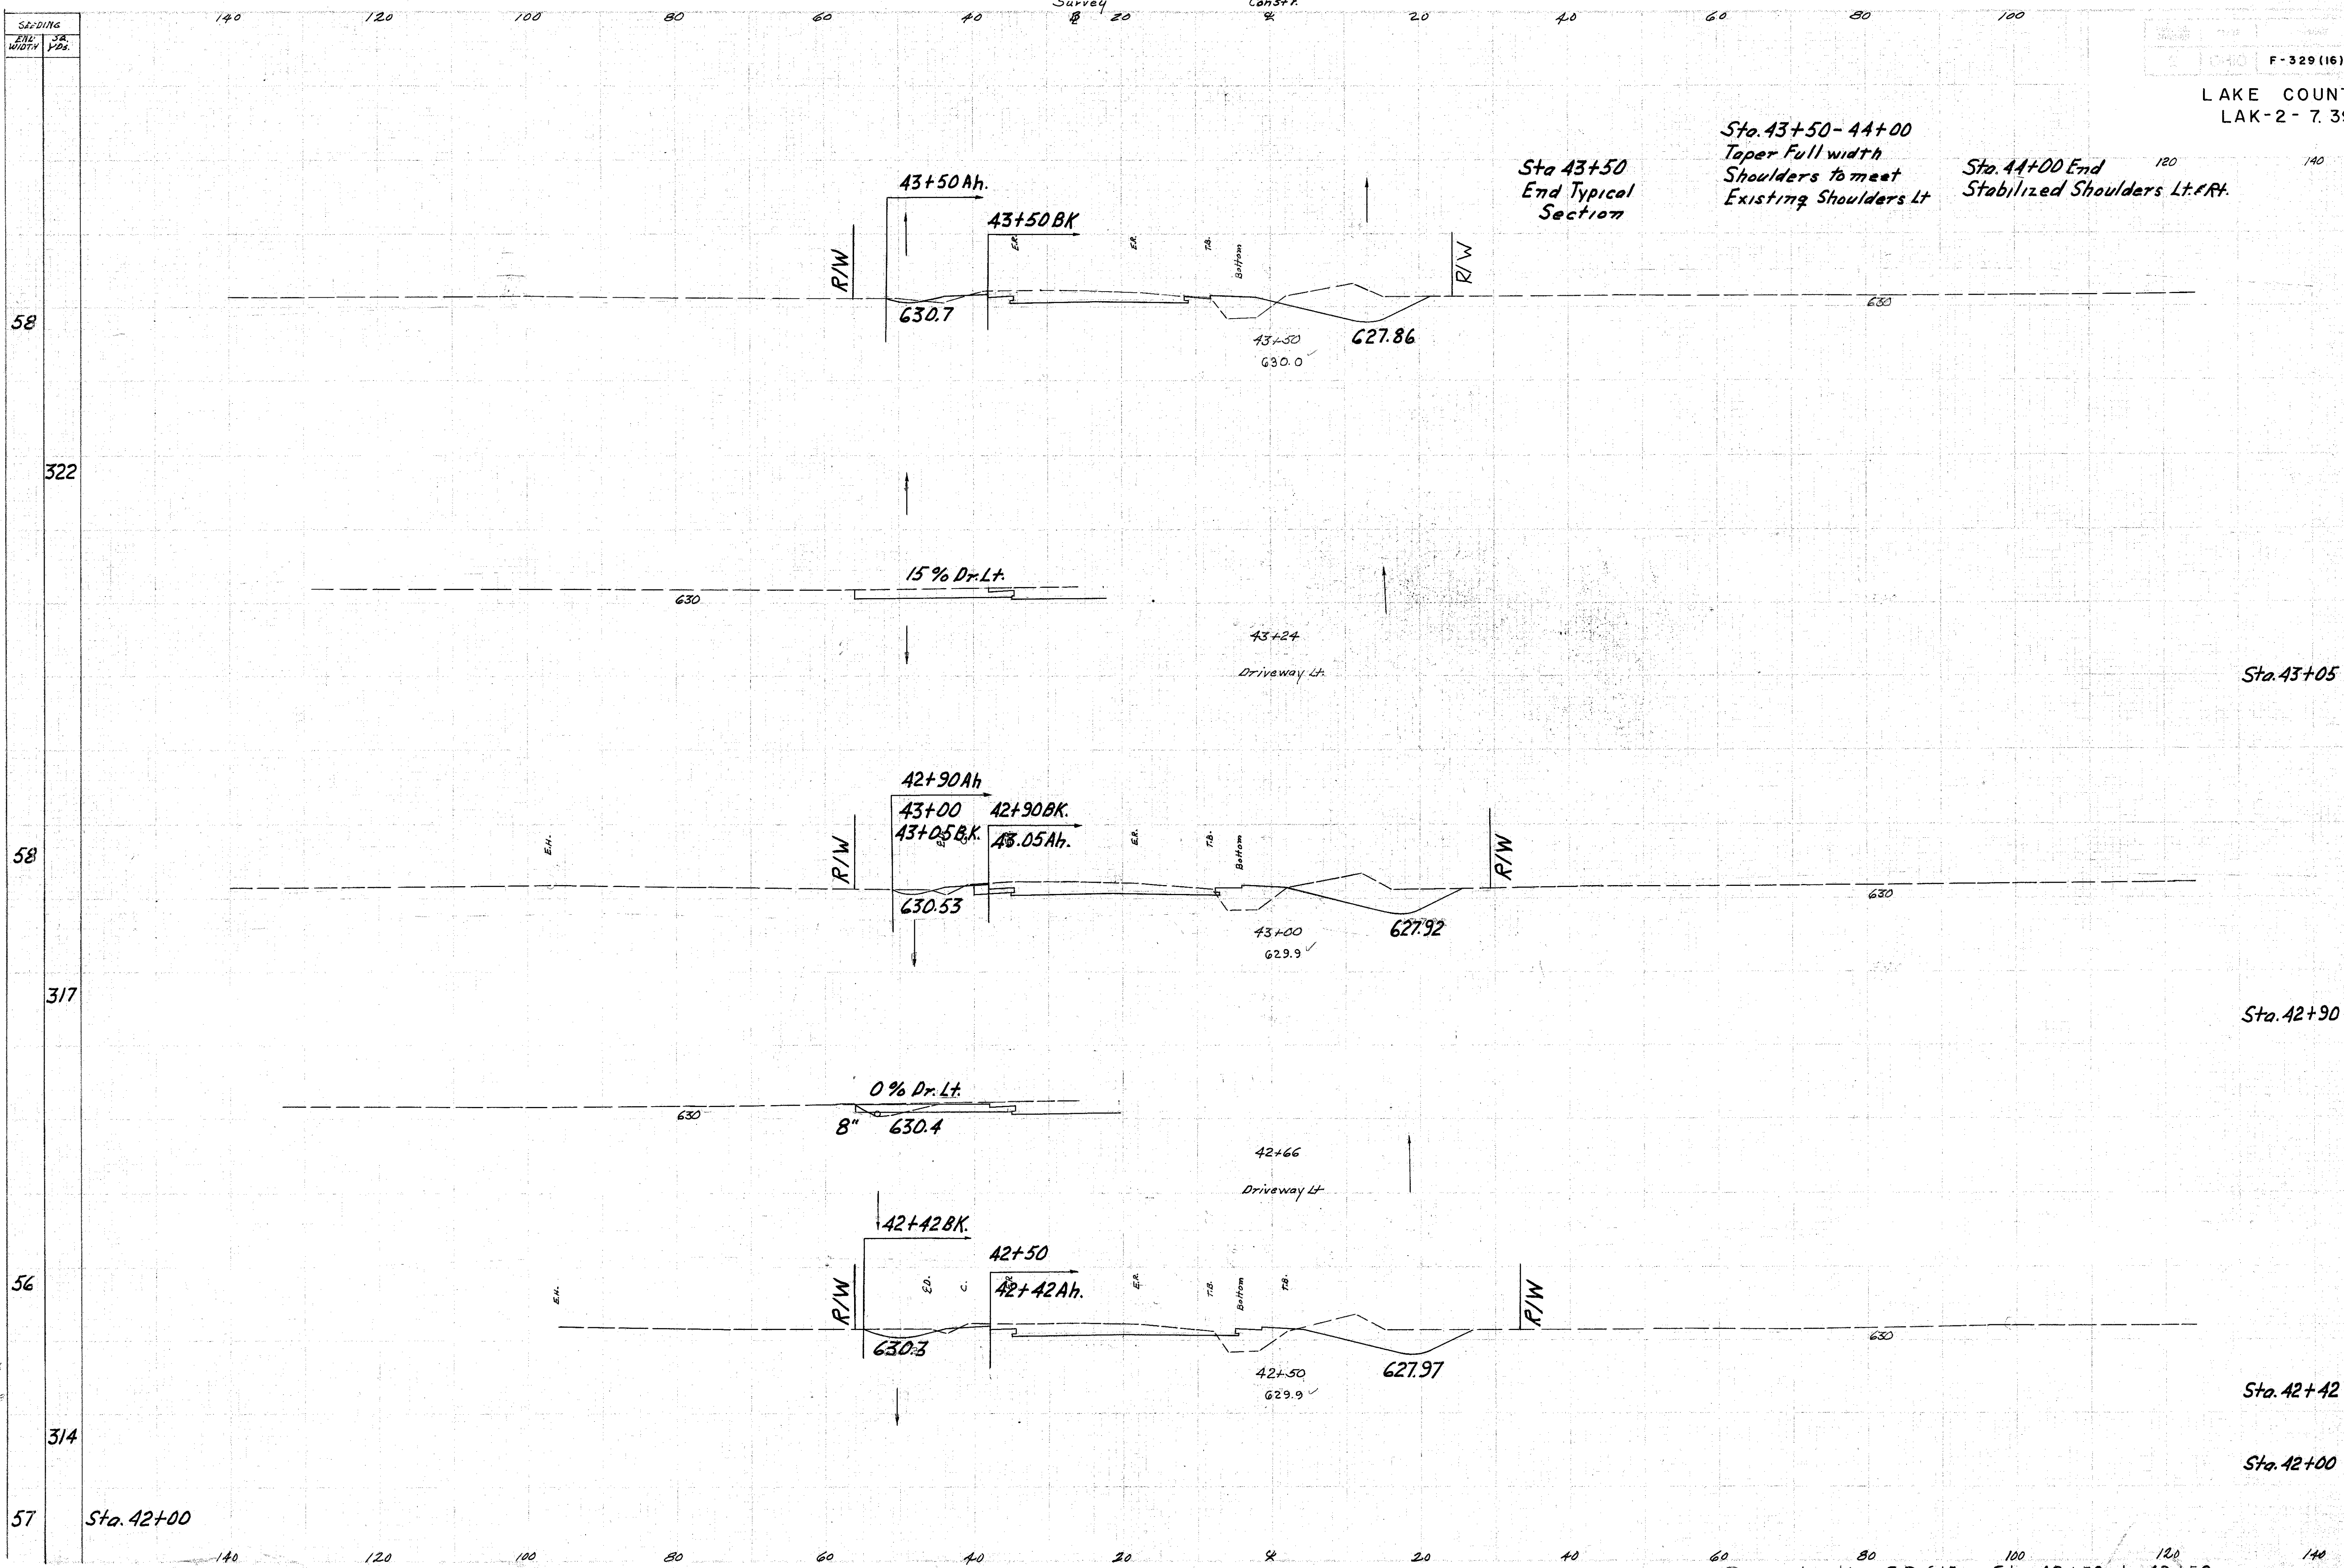 Survey Constr.
140 120 100 80 60 40 ⅊ 20 ℄ 20 40 60 80 100
SEEDING
END WIDTH SQ. YDS.
OHIO F-329(16)
LAKE COUN
LAK-2-7.39
Sta 43+50
End Typical
Section
Sta. 43+50-44+00
Taper Full width
Shoulders to meet
Existing Shoulders Lt
Sta. 44+00 End
Stabilized Shoulders Lt.&Rt.
120 140
43+50 Ah.
43+50 BK
R/W E.R. E.R. T.B. Bottom R/W
630
58
630.7
627.86
43+50
630.0
322
15% Dr. Lt.
630
43+24
Driveway Lt.
Sta. 43+05
42+90 Ah
43+00 42+90 BK.
43+05 B.K. 43.05 Ah.
E.H. R/W E.R. T.B. Bottom R/W
58
630
630.53
627.92
43+00
629.9
317
Sta. 42+90
0% Dr. Lt.
630
8" 630.4
42+66
Driveway Lt
42+42 BK.
42+50
42+42 Ah.
E.H. R/W E.D. C. E.R. T.B. Bottom T.B. R/W
56
630
630.3
627.97
42+50
629.9
Sta. 42+42
314
Sta. 42+00
57 Sta. 42+00
140 120 100 80 60 40 20 ℄ 20 40 60 80 100 120 140